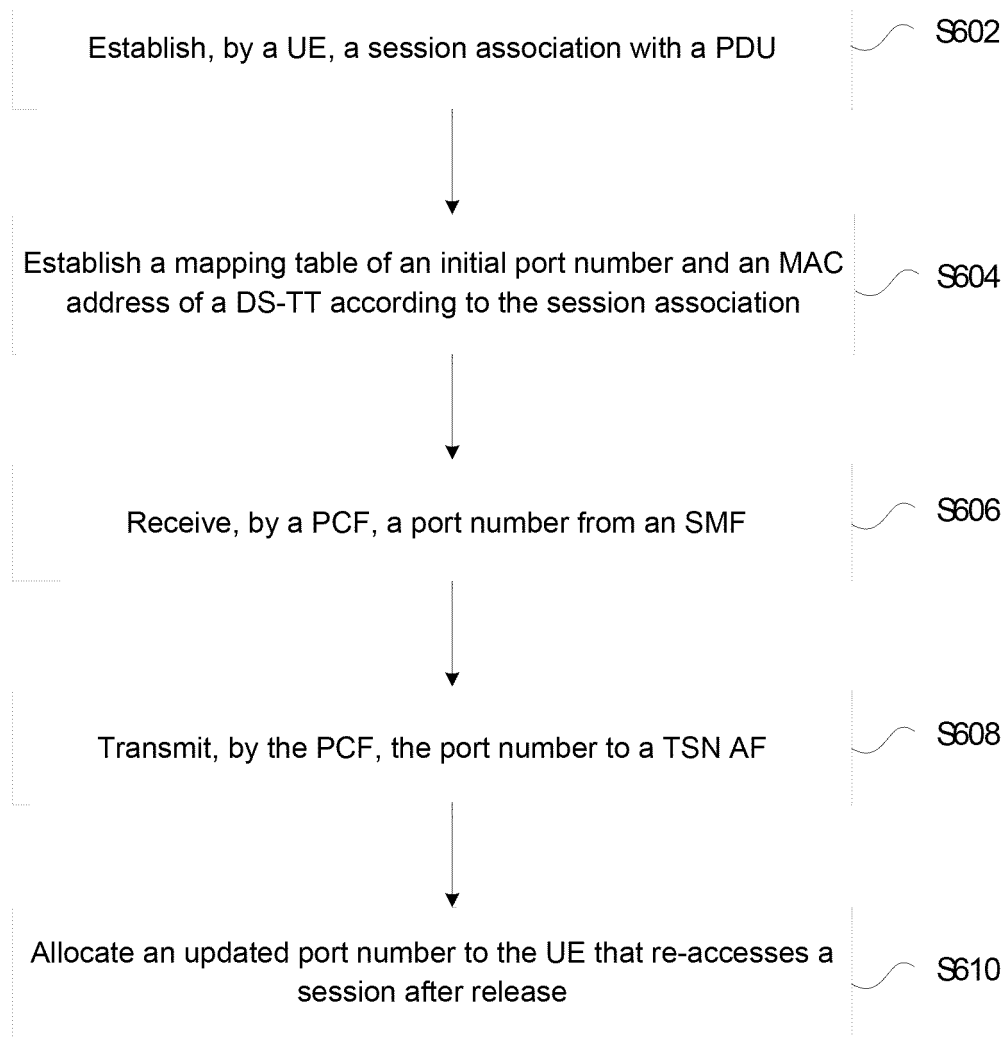 Establish, by a UE, a session association with a PDU
S602
Establish a mapping table of an initial port number and an MAC
address of a DS-TT according to the session association
S604
Receive, by a PCF, a port number from an SMF
S606
Transmit, by the PCF, the port number to a TSN AF
S608
Allocate an updated port number to the UE that re-accesses a
session after release
S610